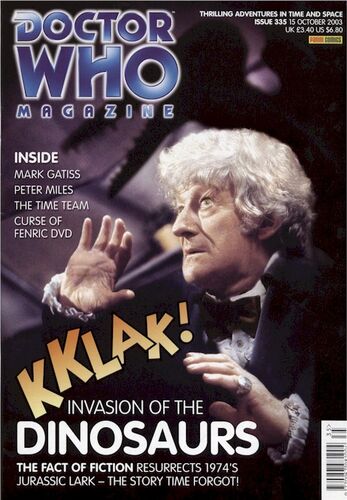 DOCTOR
WHO
MAGAZINE
THRILLING ADVENTURES IN TIME AND SPACE
ISSUE 335 15 OCTOBER 2003
UK £3.40 US $6.80
PANINI COMICS
INSIDE
MARK GATISS
PETER MILES
THE TIME TEAM
CURSE OF
FENRIC DVD
KKLAK!
INVASION OF THE
DINOSAURS
THE FACT OF FICTION RESURRECTS 1974'S
JURASSIC LARK – THE STORY TIME FORGOT!